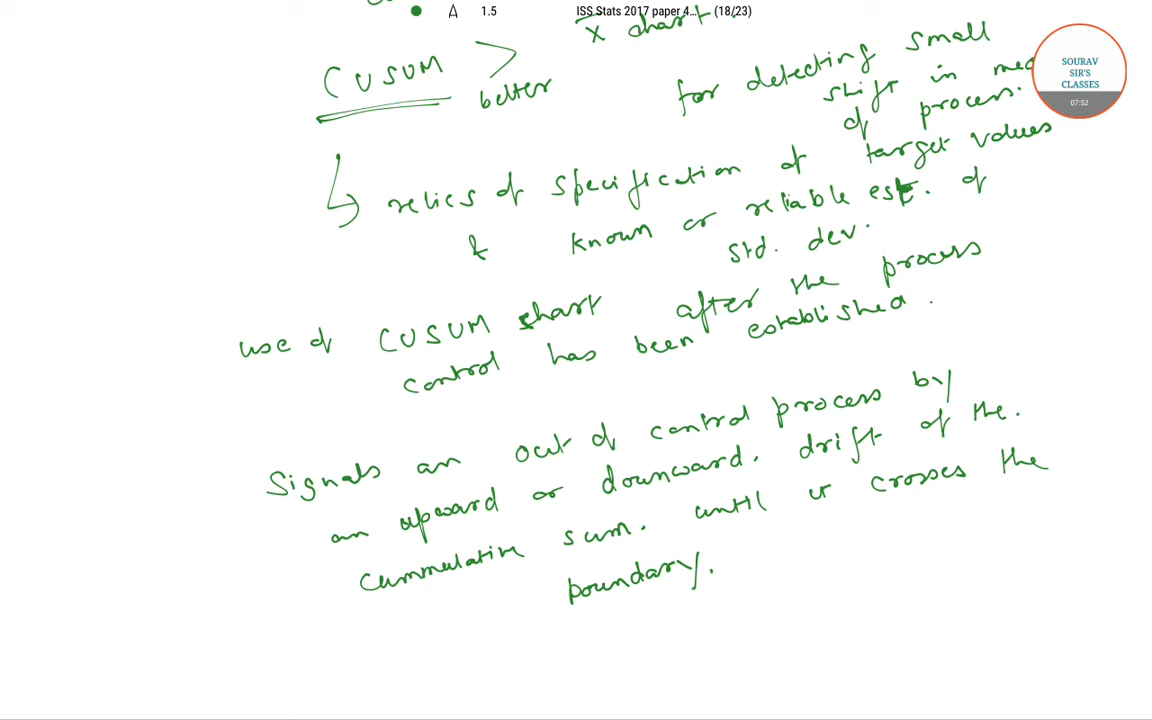 A 1.5 ISS Stats 2017 paper 4... (18/23)
x̄ chart.
CUSUM > better for detecting small
shift in
of process.
SOURAV
SIR'S
CLASSES
07:52
↳ relies of specification of target values
& known or reliable est. of
std. dev.
use of CUSUM chart after the process
control has been established.
Signals an out of control process by
an upward or downward. drift of the.
cummulative sum. until it crosses the
boundary.